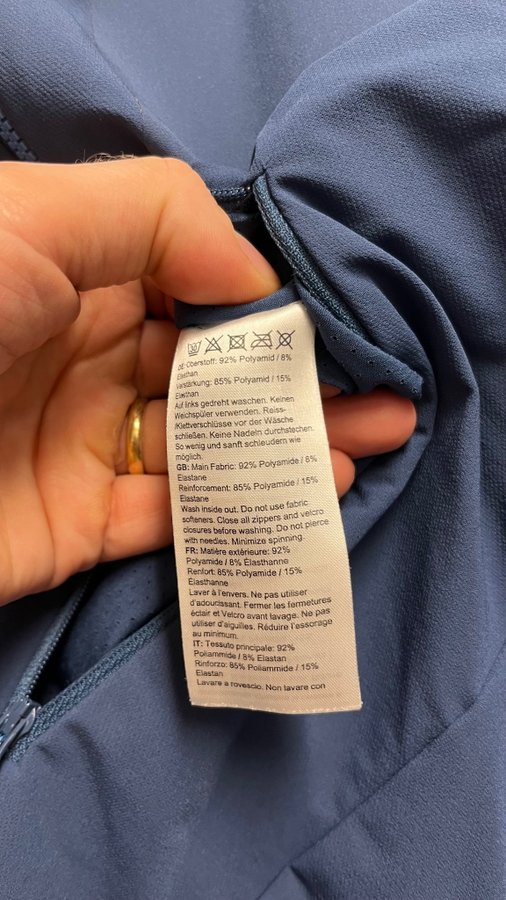 DE: Oberstoff: 92% Polyamid / 8%
Elasthan
Verstärkung: 85% Polyamid / 15%
Elasthan
Auf links gedreht waschen. Keinen
Weichspüler verwenden. Reiss-
/Klettverschlüsse vor der Wäsche
schließen. Keine Nadeln durchstechen.
So wenig und sanft schleudern wie
möglich.
GB: Main Fabric: 92% Polyamide / 8%
Elastane
Reinforcement: 85% Polyamide / 15%
Elastane
Wash inside out. Do not use fabric
softeners. Close all zippers and velcro
closures before washing. Do not pierce
with needles. Minimize spinning.
FR: Matière extérieure: 92%
Polyamide / 8% Élasthanne
Renfort: 85% Polyamide / 15%
Élasthanne
Laver à l'envers. Ne pas utiliser
d'adoucissant. Fermer les fermetures
éclair et Velcro avant lavage. Ne pas
utiliser d'aiguilles. Réduire l'essorage
au minimum.
IT: Tessuto principale: 92%
Poliammide / 8% Elastan
Rinforzo: 85% Poliammide / 15%
Elastan
Lavare a rovescio. Non lavare con